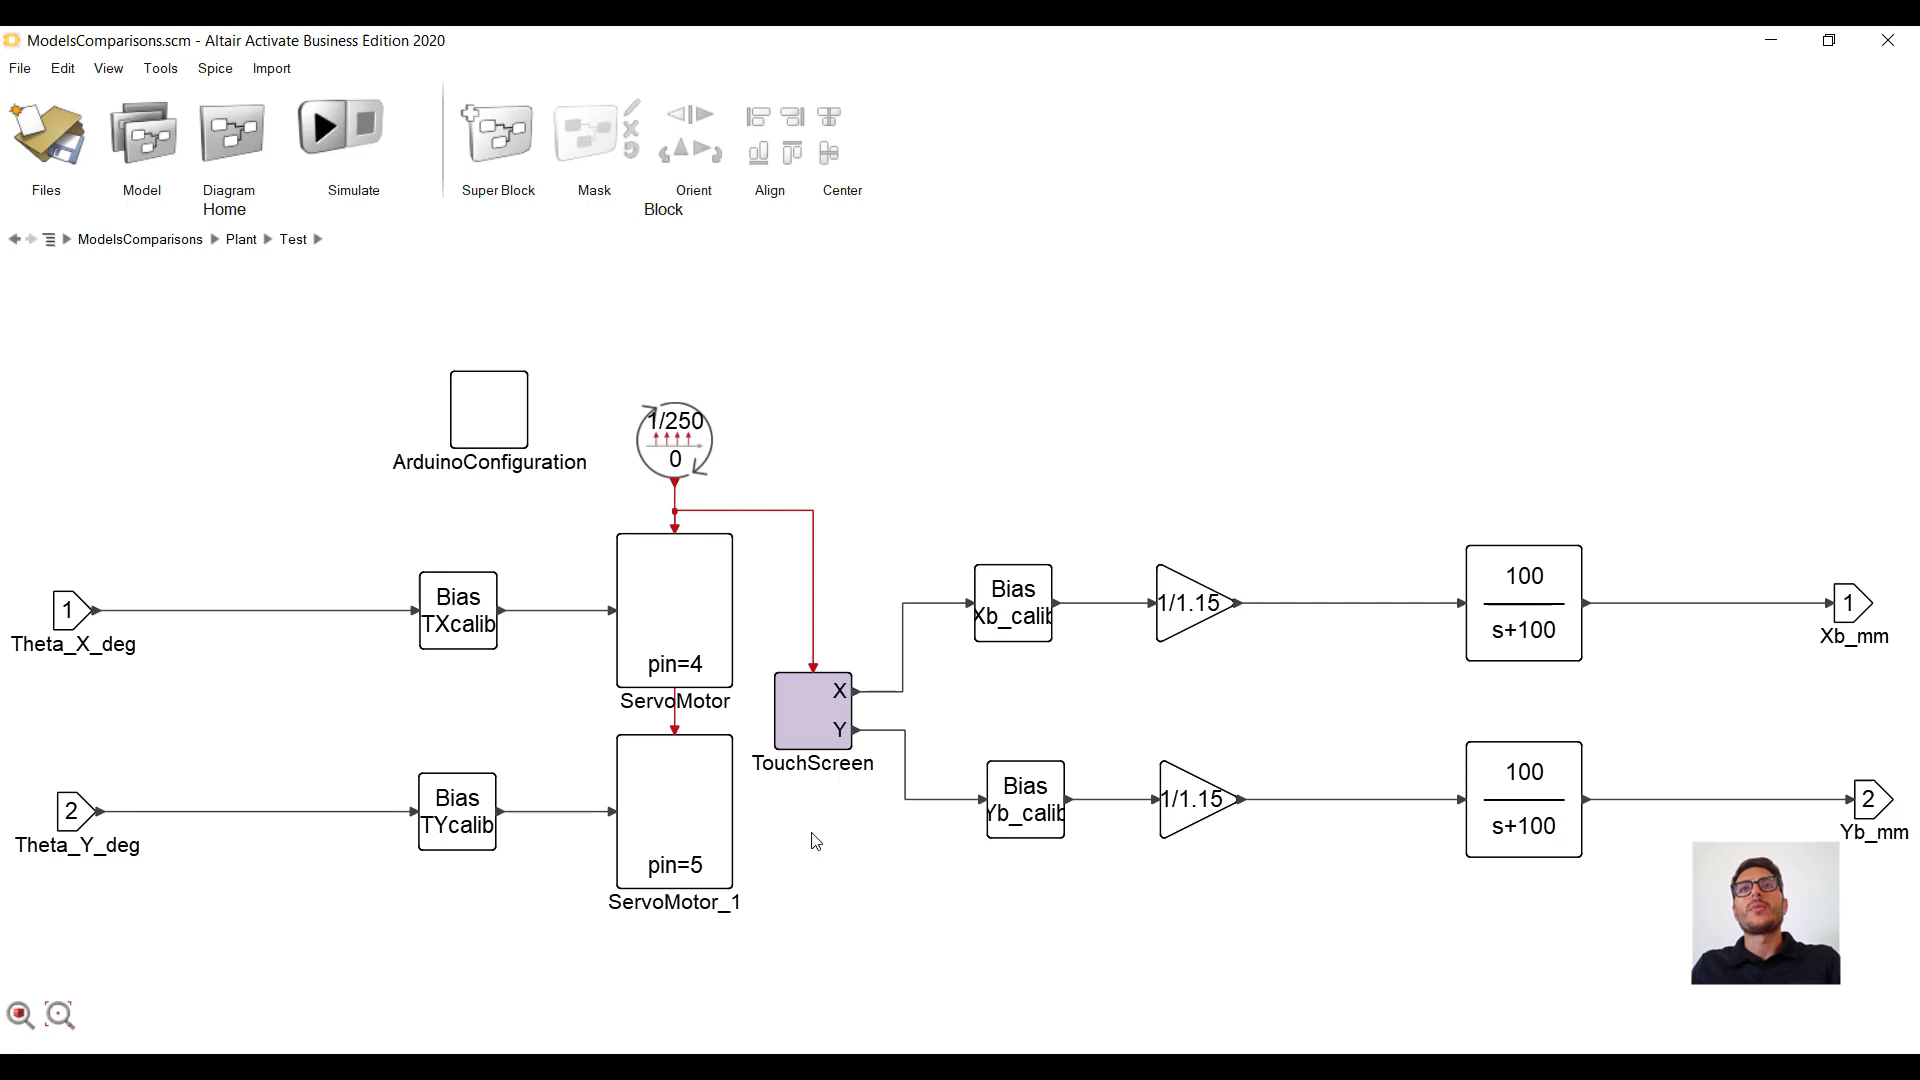 ModelsComparisons.scm - Altair Activate Business Edition 2020
File Edit View Tools Spice Import
Files Model Diagram Simulate Super Block Mask Orient Align Center
Home Block
ModelsComparisons Plant Test
ArduinoConfiguration
1/250
0
1
Theta_X_deg
Bias
TXcalib
pin=4
ServoMotor
2
Theta_Y_deg
Bias
TYcalib
pin=5
ServoMotor_1
X
Y
TouchScreen
Bias
Xb_calib
1/1.15
100
s+100
1
Xb_mm
Bias
Yb_calib
1/1.15
100
s+100
2
Yb_mm